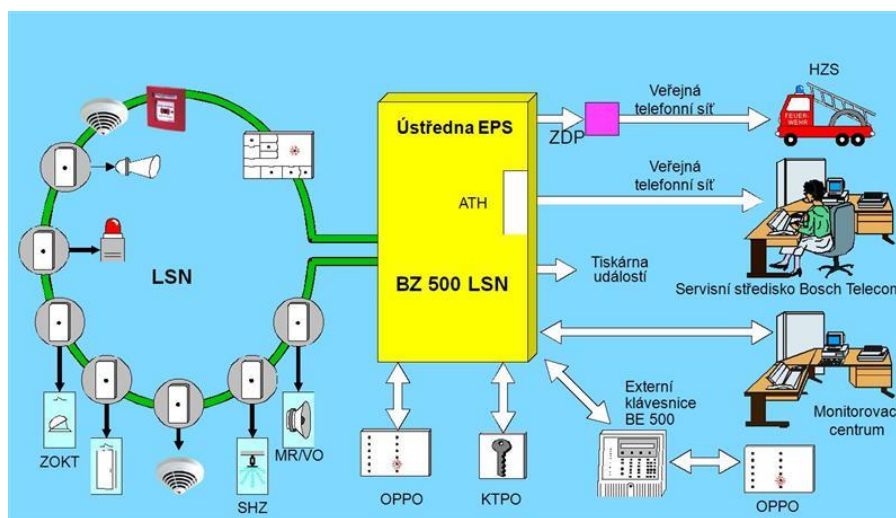 HZS
Veřejná
telefonní síť
FEUER-
WEHR
Ústředna EPS
ZDP
Veřejná
telefonní síť
ATH
LSN
BZ 500 LSN
Tiskárna
událostí
Servisní středisko Bosch Telecom
Externí
klávesnice
BE 500
Monitorovac
centrum
ZOKT
MR/VO
SHZ
OPPO
KTPO
OPPO